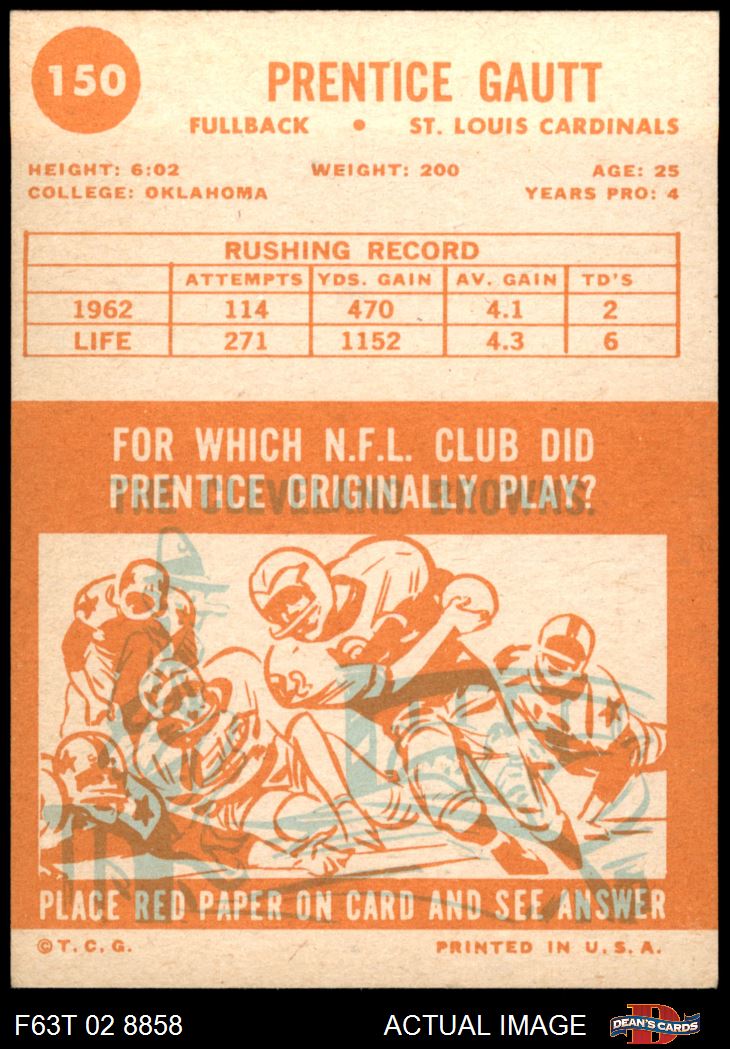 150
PRENTICE GAUTT
FULLBACK • ST. LOUIS CARDINALS
HEIGHT: 6:02 WEIGHT: 200 AGE: 25
COLLEGE: OKLAHOMA YEARS PRO: 4
RUSHING RECORD
ATTEMPTS YDS. GAIN AV. GAIN TD'S
1962 114 470 4.1 2
LIFE 271 1152 4.3 6
FOR WHICH N.F.L. CLUB DID
PRENTICE ORIGINALLY PLAY?
THE CLEVELAND BROWNS.
PLACE RED PAPER ON CARD AND SEE ANSWER
© T. C. G. PRINTED IN U. S. A.
F63T 02 8858 ACTUAL IMAGE DEAN'S CARDS